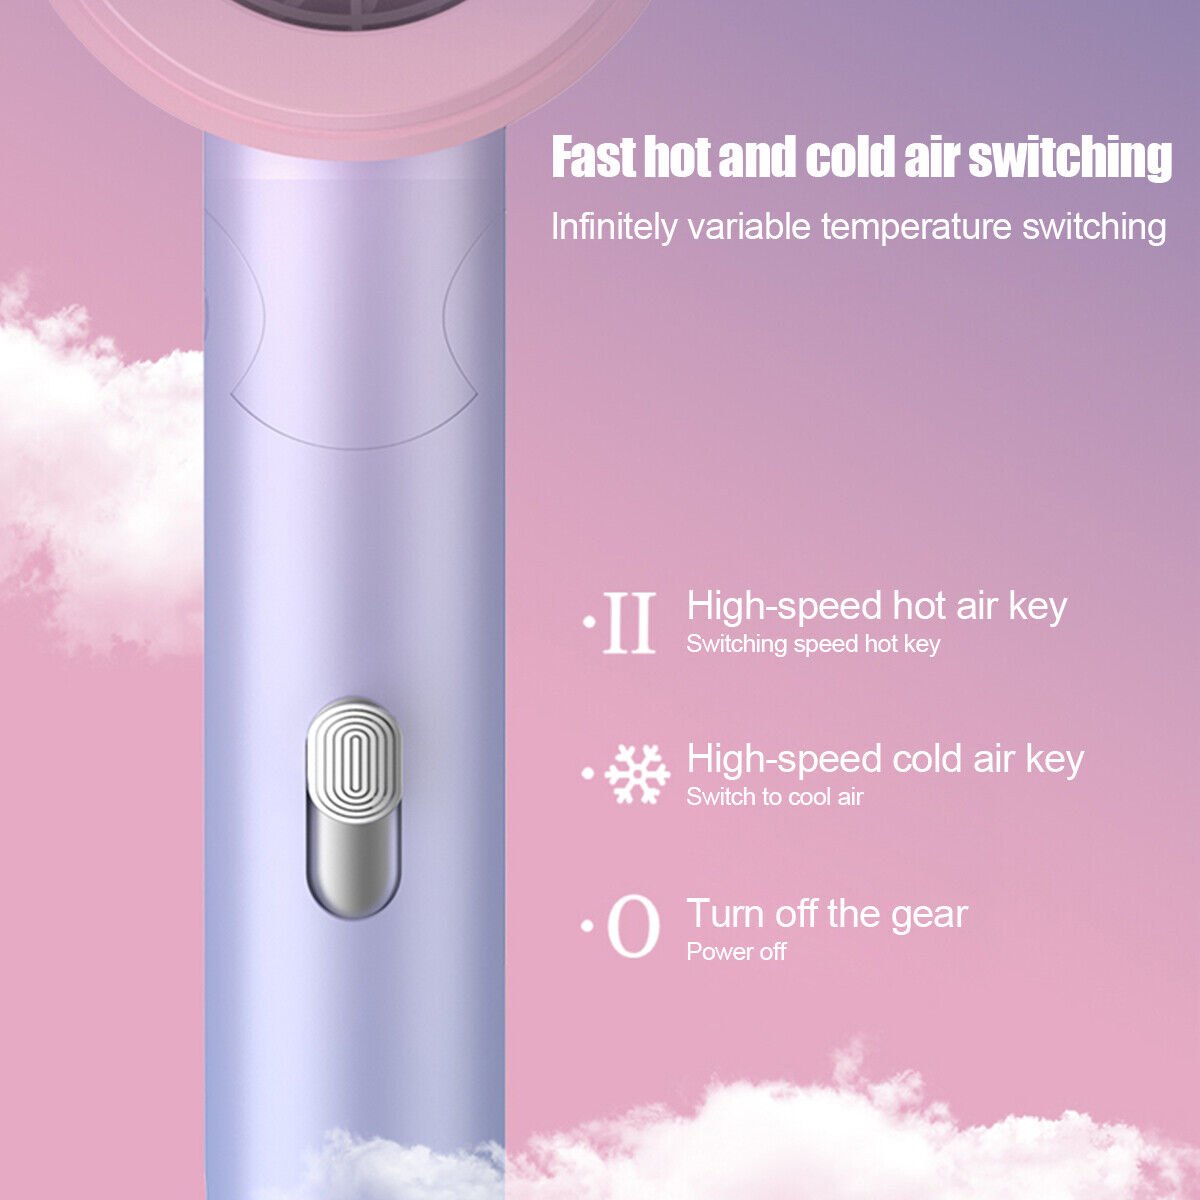 Fast hot and cold air switching
Infinitely variable temperature switching
II High-speed hot air key
Switching speed hot key
High-speed cold air key
Switch to cool air
O Turn off the gear
Power off